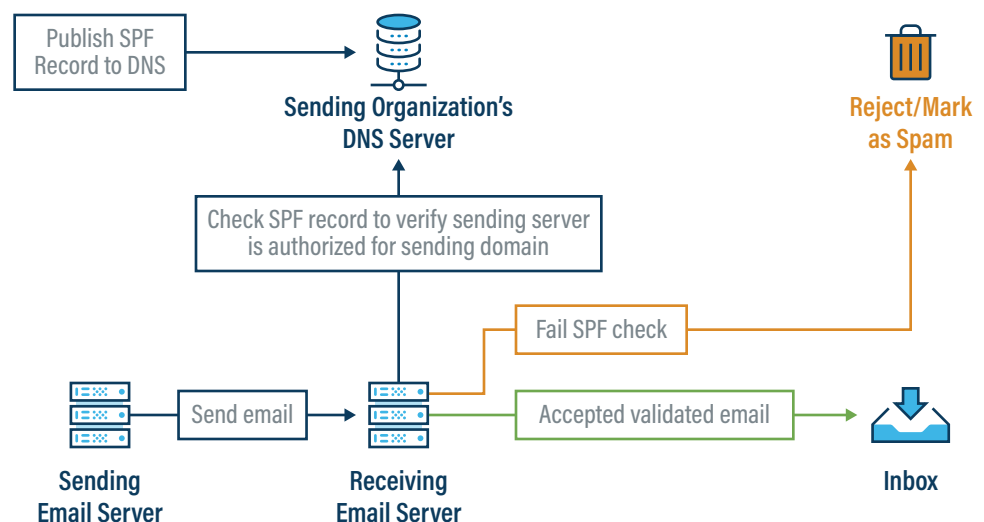 Publish SPF
Record to DNS
Sending Organization’s
DNS Server
Reject/Mark
as Spam
Check SPF record to verify sending server
is authorized for sending domain
Fail SPF check
Send email
Accepted validated email
Sending
Email Server
Receiving
Email Server
Inbox